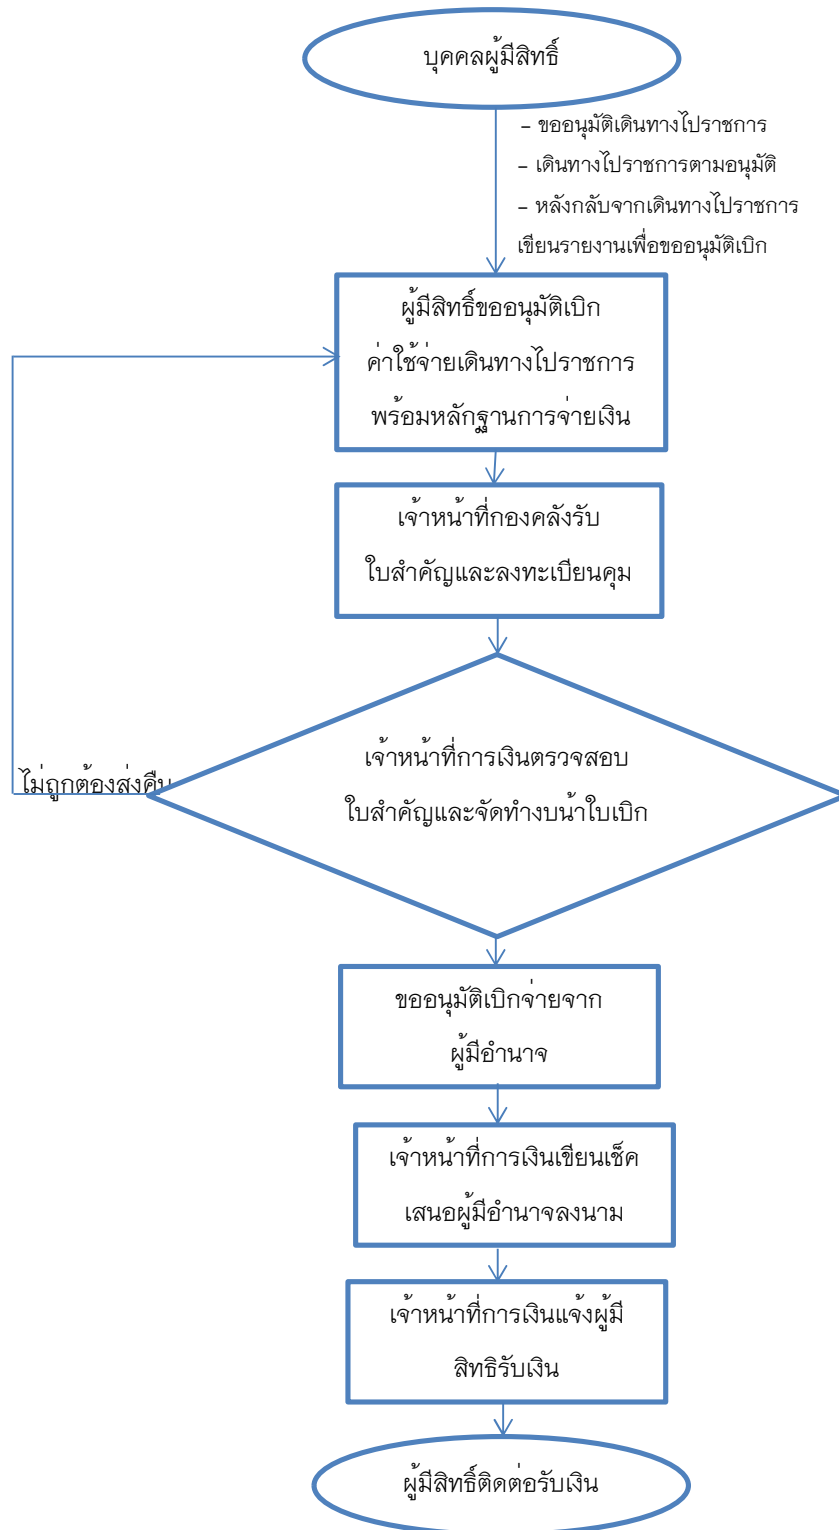 บุคคลผู้มีสิทธิ์
– ขออนุมัติเดินทางไปราชการ
– เดินทางไปราชการตามอนุมัติ
– หลังกลับจากเดินทางไปราชการ
เขียนรายงานเพื่อขออนุมัติเบิก
ผู้มีสิทธิ์ขออนุมัติเบิก
ค่าใช้จ่ายเดินทางไปราชการ
พร้อมหลักฐานการจ่ายเงิน
เจ้าหน้าที่กองคลังรับ
ใบสำคัญและลงทะเบียนคุม
เจ้าหน้าที่การเงินตรวจสอบ
ใบสำคัญและจัดทำงบน้าใบเบิก
ไม่ถูกต้องส่งคืน
ขออนุมัติเบิกจ่ายจาก
ผู้มีอำนาจ
เจ้าหน้าที่การเงินเขียนเช็ค
เสนอผู้มีอำนาจลงนาม
เจ้าหน้าที่การเงินแจ้งผู้มี
สิทธิรับเงิน
ผู้มีสิทธิ์ติดต่อรับเงิน